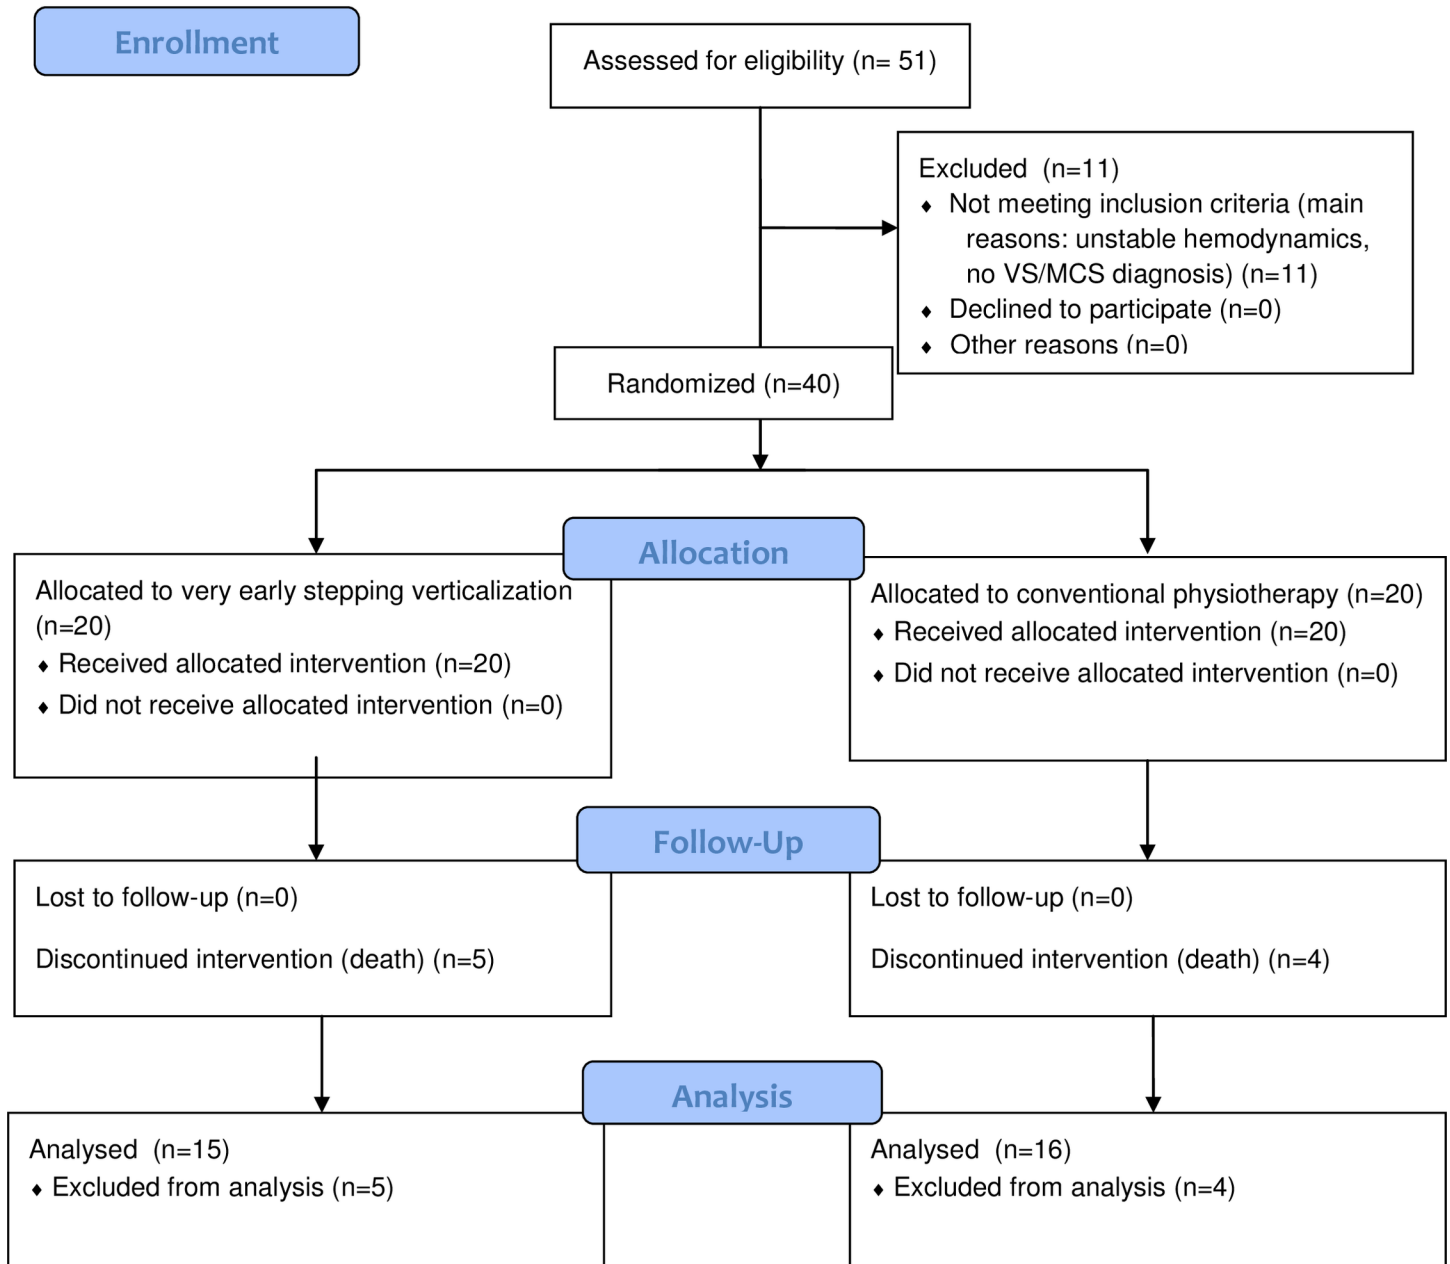 Enrollment
Assessed for eligibility (n= 51)
Excluded  (n=11)
♦ Not meeting inclusion criteria (main
reasons: unstable hemodynamics,
no VS/MCS diagnosis) (n=11)
♦ Declined to participate (n=0)
♦ Other reasons (n=0)
Randomized (n=40)
Allocation
Allocated to very early stepping verticalization
(n=20)
♦ Received allocated intervention (n=20)
♦ Did not receive allocated intervention (n=0)
Allocated to conventional physiotherapy (n=20)
♦ Received allocated intervention (n=20)
♦ Did not receive allocated intervention (n=0)
Follow-Up
Lost to follow-up (n=0)
Discontinued intervention (death) (n=5)
Lost to follow-up (n=0)
Discontinued intervention (death) (n=4)
Analysis
Analysed  (n=15)
♦ Excluded from analysis (n=5)
Analysed  (n=16)
♦ Excluded from analysis (n=4)